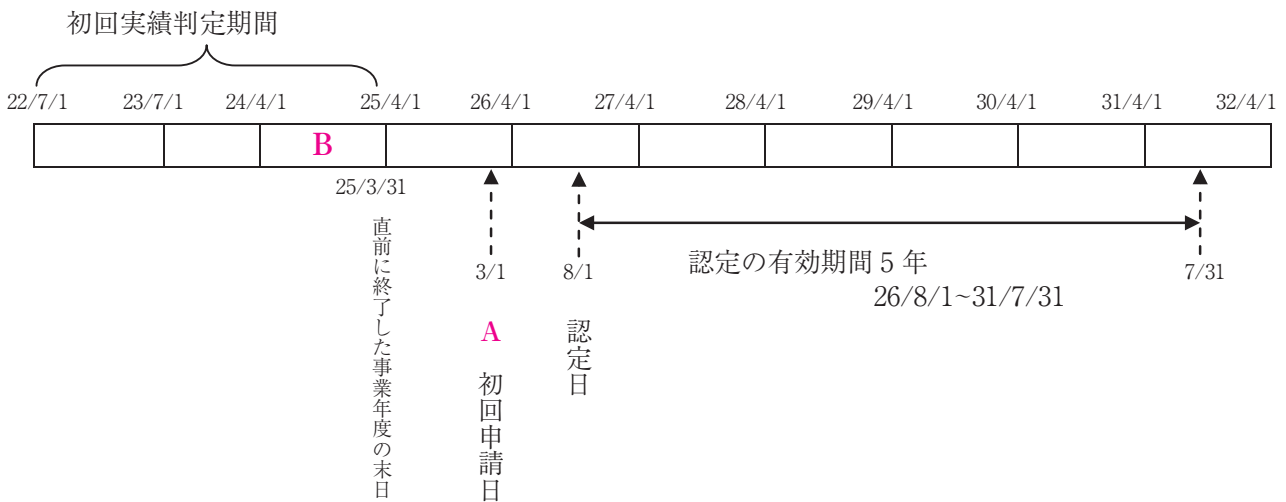 初回実績判定期間
22/7/1 23/7/1 24/4/1 25/4/1 26/4/1 27/4/1 28/4/1 29/4/1 30/4/1 31/4/1 32/4/1
B
25/3/31
直前に終了した事業年度の末日
3/1
A
初回申請日
8/1
認定日
認定の有効期間 5 年
26/8/1~31/7/31
7/31